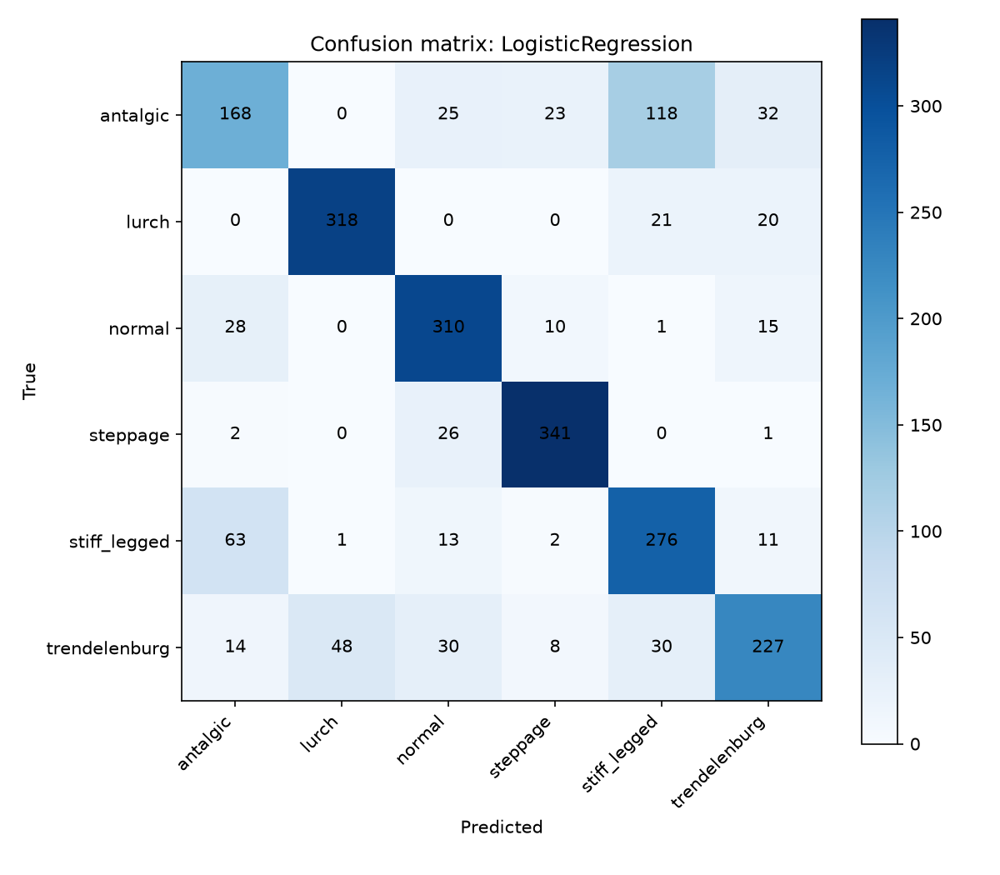 Confusion matrix: LogisticRegression
antalgic 168 0 25 23 118 32
lurch 0 318 0 0 21 20
normal 28 0 310 10 1 15
steppage 2 0 26 341 0 1
stiff_legged 63 1 13 2 276 11
trendelenburg 14 48 30 8 30 227
True
antalgic lurch normal steppage stiff_legged trendelenburg
Predicted
300
250
200
150
100
50
0